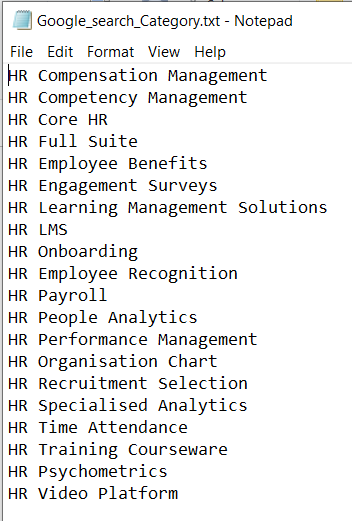 Google_search_Category.txt - Notepad
File Edit Format View Help
HR Compensation Management
HR Competency Management
HR Core HR
HR Full Suite
HR Employee Benefits
HR Engagement Surveys
HR Learning Management Solutions
HR LMS
HR Onboarding
HR Employee Recognition
HR Payroll
HR People Analytics
HR Performance Management
HR Organisation Chart
HR Recruitment Selection
HR Specialised Analytics
HR Time Attendance
HR Training Courseware
HR Psychometrics
HR Video Platform